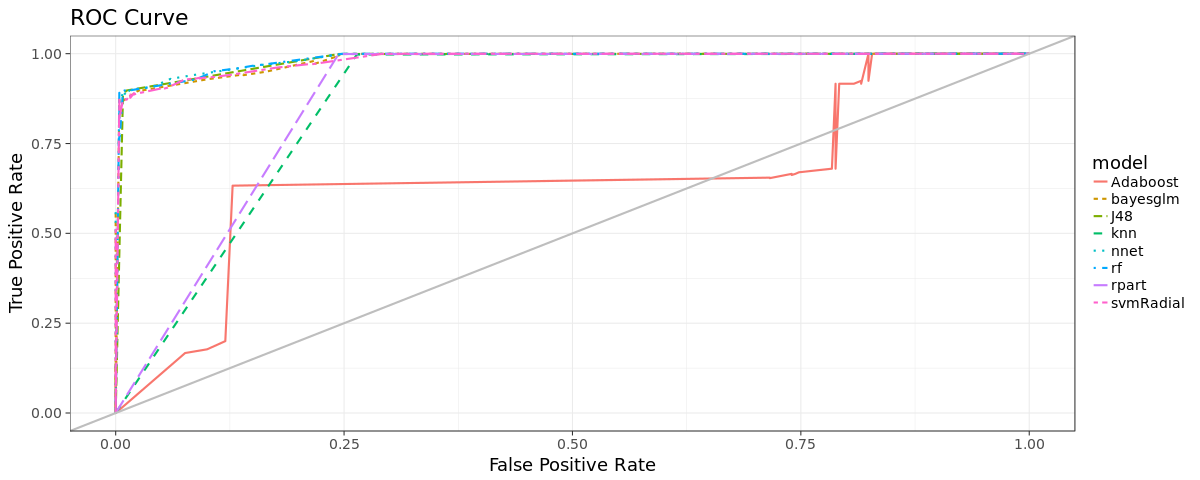 ROC Curve
True Positive Rate
1.00
0.75
0.50
0.25
0.00
0.00 0.25 0.50 0.75 1.00
False Positive Rate
model
Adaboost
bayesglm
J48
knn
nnet
rf
rpart
svmRadial